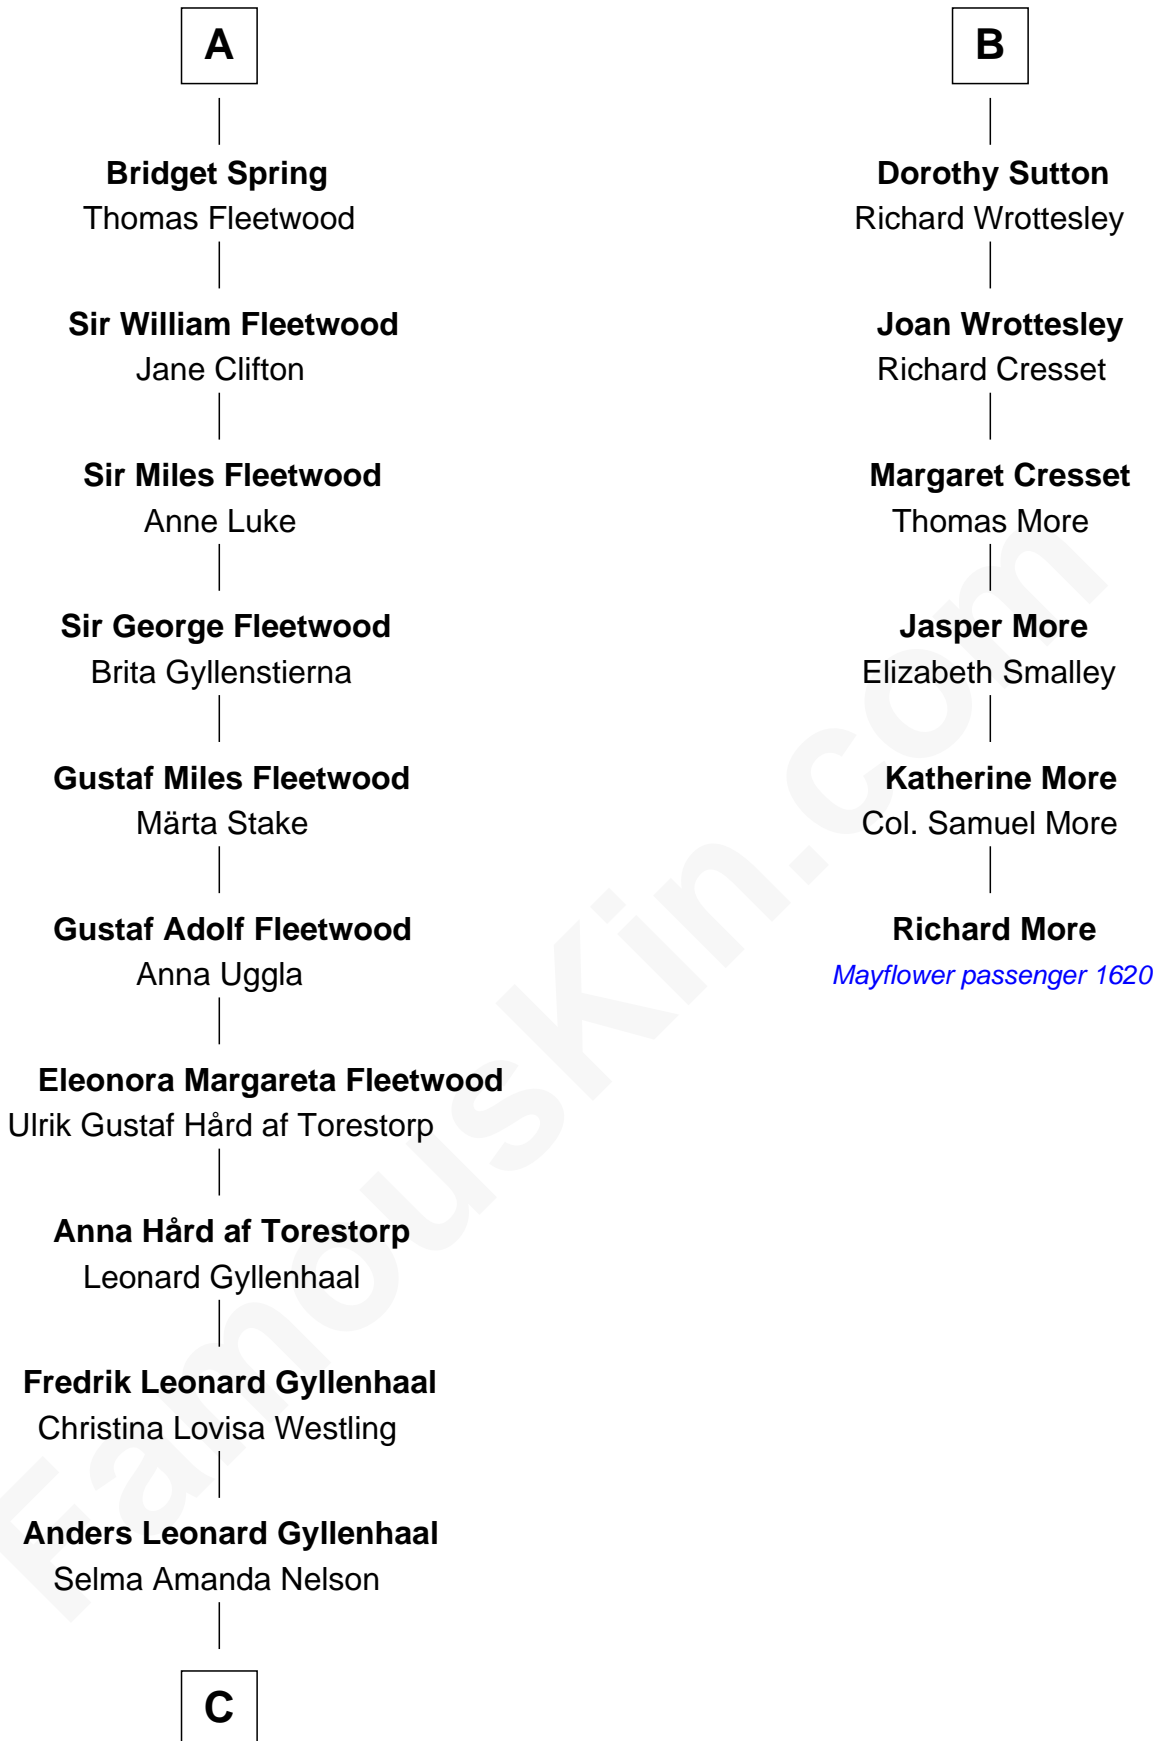 A
Bridget Spring
Thomas Fleetwood
Sir William Fleetwood
Jane Clifton
Sir Miles Fleetwood
Anne Luke
Sir George Fleetwood
Brita Gyllenstierna
Gustaf Miles Fleetwood
Märta Stake
Gustaf Adolf Fleetwood
Anna Uggla
Eleonora Margareta Fleetwood
Ulrik Gustaf Hård af Torestorp
Anna Hård af Torestorp
Leonard Gyllenhaal
Fredrik Leonard Gyllenhaal
Christina Lovisa Westling
Anders Leonard Gyllenhaal
Selma Amanda Nelson
C
B
Dorothy Sutton
Richard Wrottesley
Joan Wrottesley
Richard Cresset
Margaret Cresset
Thomas More
Jasper More
Elizabeth Smalley
Katherine More
Col. Samuel More
Richard More
Mayflower passenger 1620
FamousKin.com